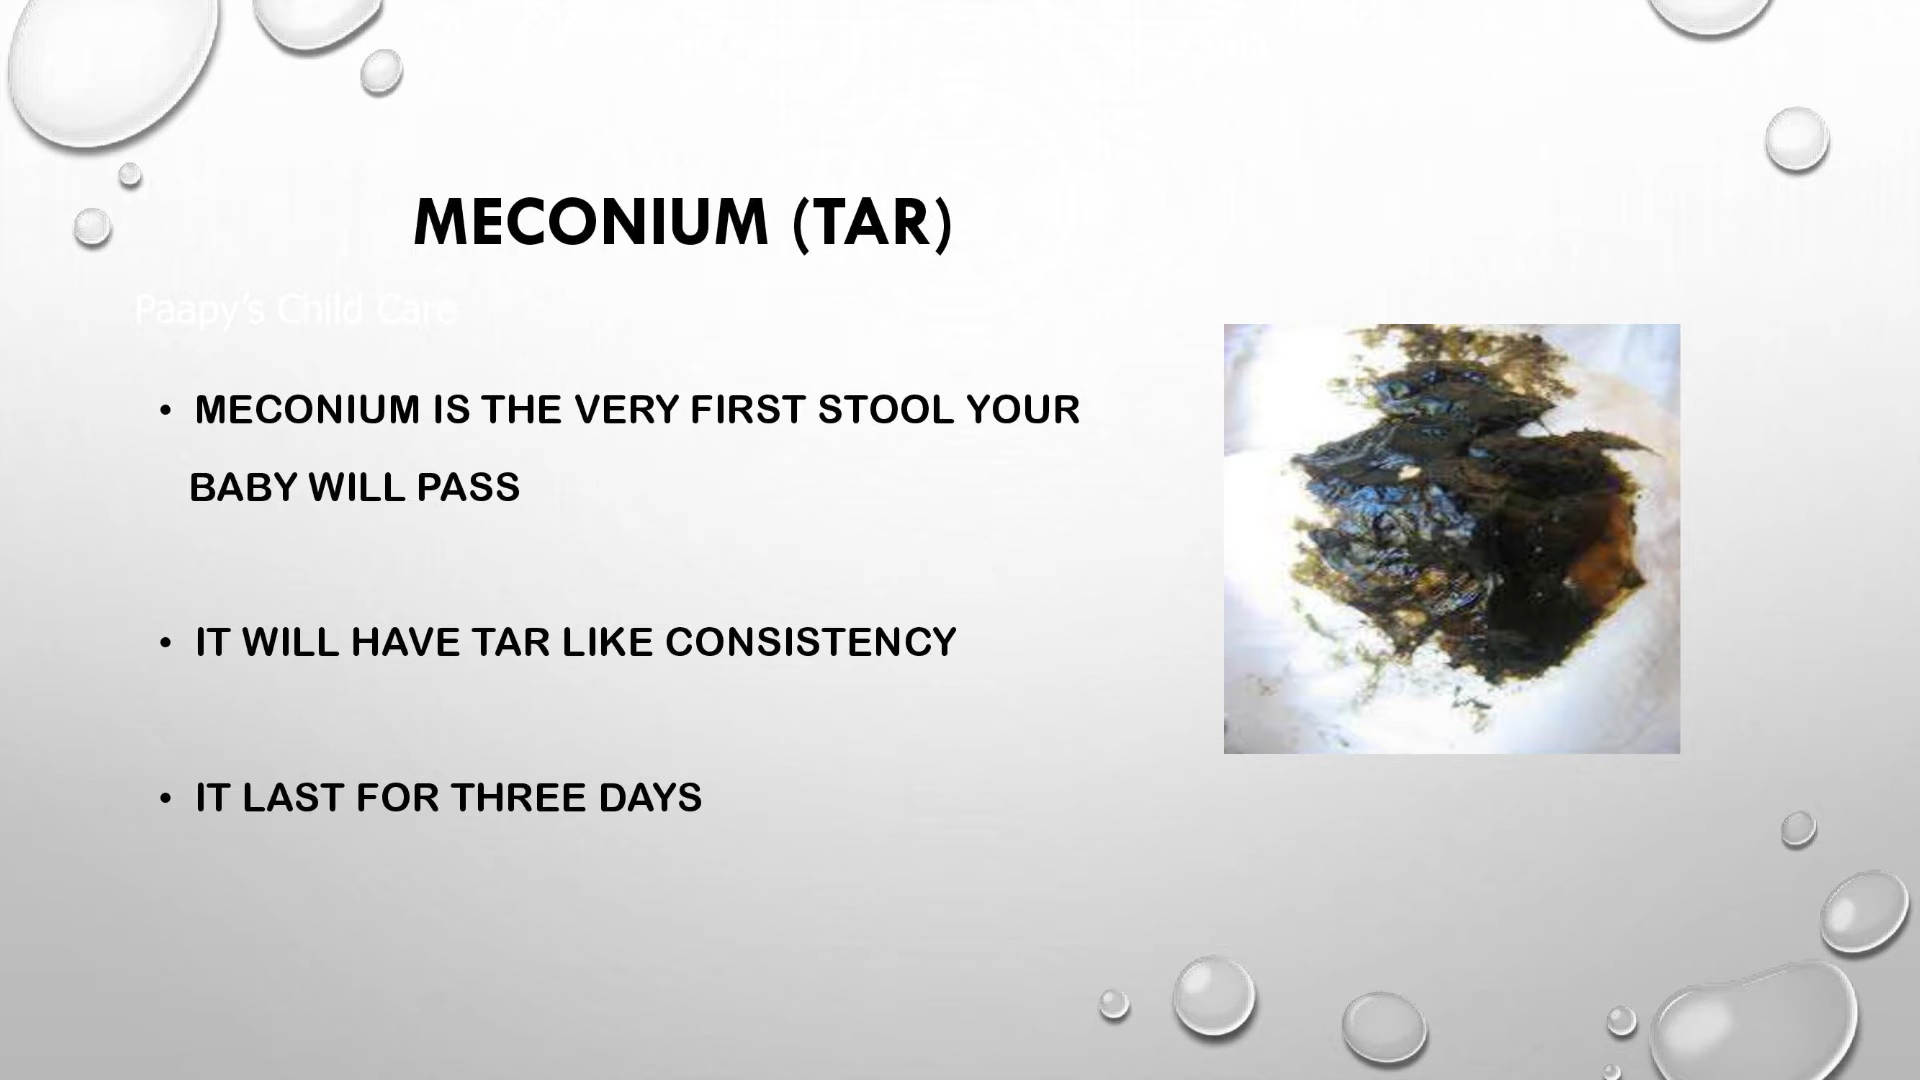 MECONIUM (TAR)
Paapy's Child Care
• MECONIUM IS THE VERY FIRST STOOL YOUR
BABY WILL PASS
• IT WILL HAVE TAR LIKE CONSISTENCY
• IT LAST FOR THREE DAYS